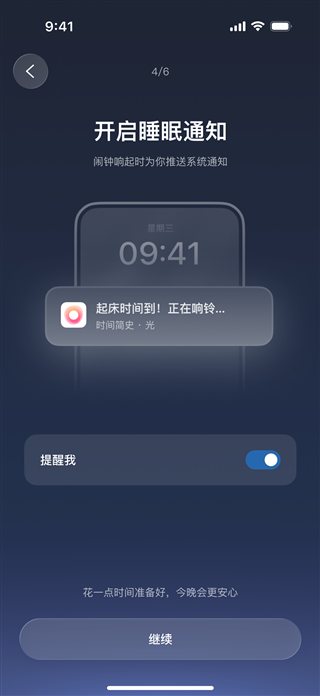 9:41
4/6
开启睡眠通知
闹钟响起时为你推送系统通知
星期三
09:41
起床时间到！正在响铃...
时间简史 · 光
提醒我
花一点时间准备好，今晚会更安心
继续